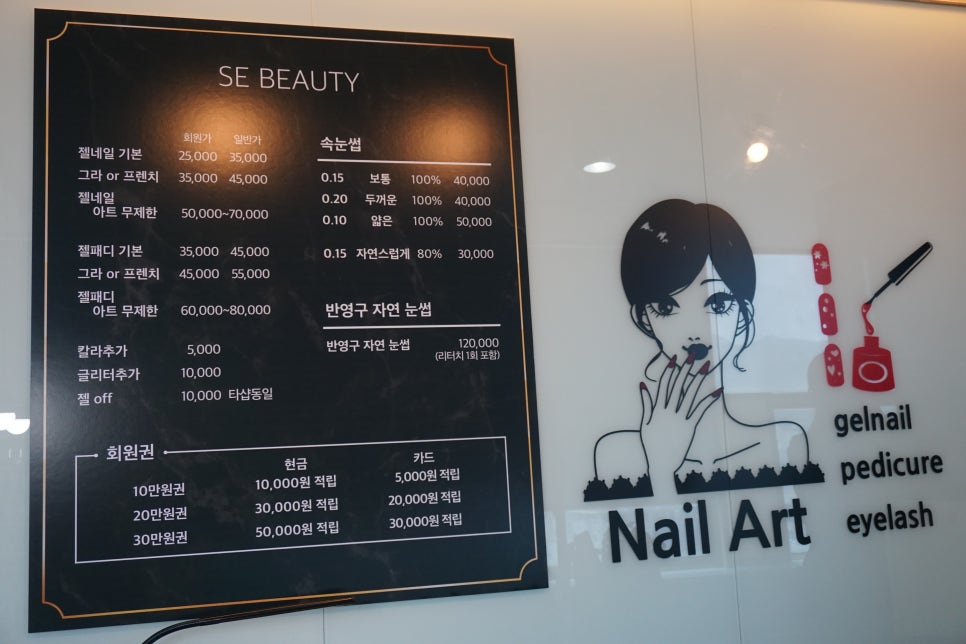 SE BEAUTY
회원가 일반가
젤네일 기본 25,000 35,000
그라 or 프렌치 35,000 45,000
젤네일
아트 무제한 50,000~70,000
젤패디 기본 35,000 45,000
그라 or 프렌치 45,000 55,000
젤패디
아트 무제한 60,000~80,000
칼라추가 5,000
글리터추가 10,000
젤 off 10,000 타샵동일
속눈썹
0.15 보통 100% 40,000
0.20 두꺼운 100% 40,000
0.10 얇은 100% 50,000
0.15 자연스럽게 80% 30,000
반영구 자연 눈썹
반영구 자연 눈썹 120,000
(리터치 1회 포함)
회원권
현금 카드
10만원권 10,000원 적립 5,000원 적립
20만원권 30,000원 적립 20,000원 적립
30만원권 50,000원 적립 30,000원 적립
Nail Art
gelnail
pedicure
eyelash